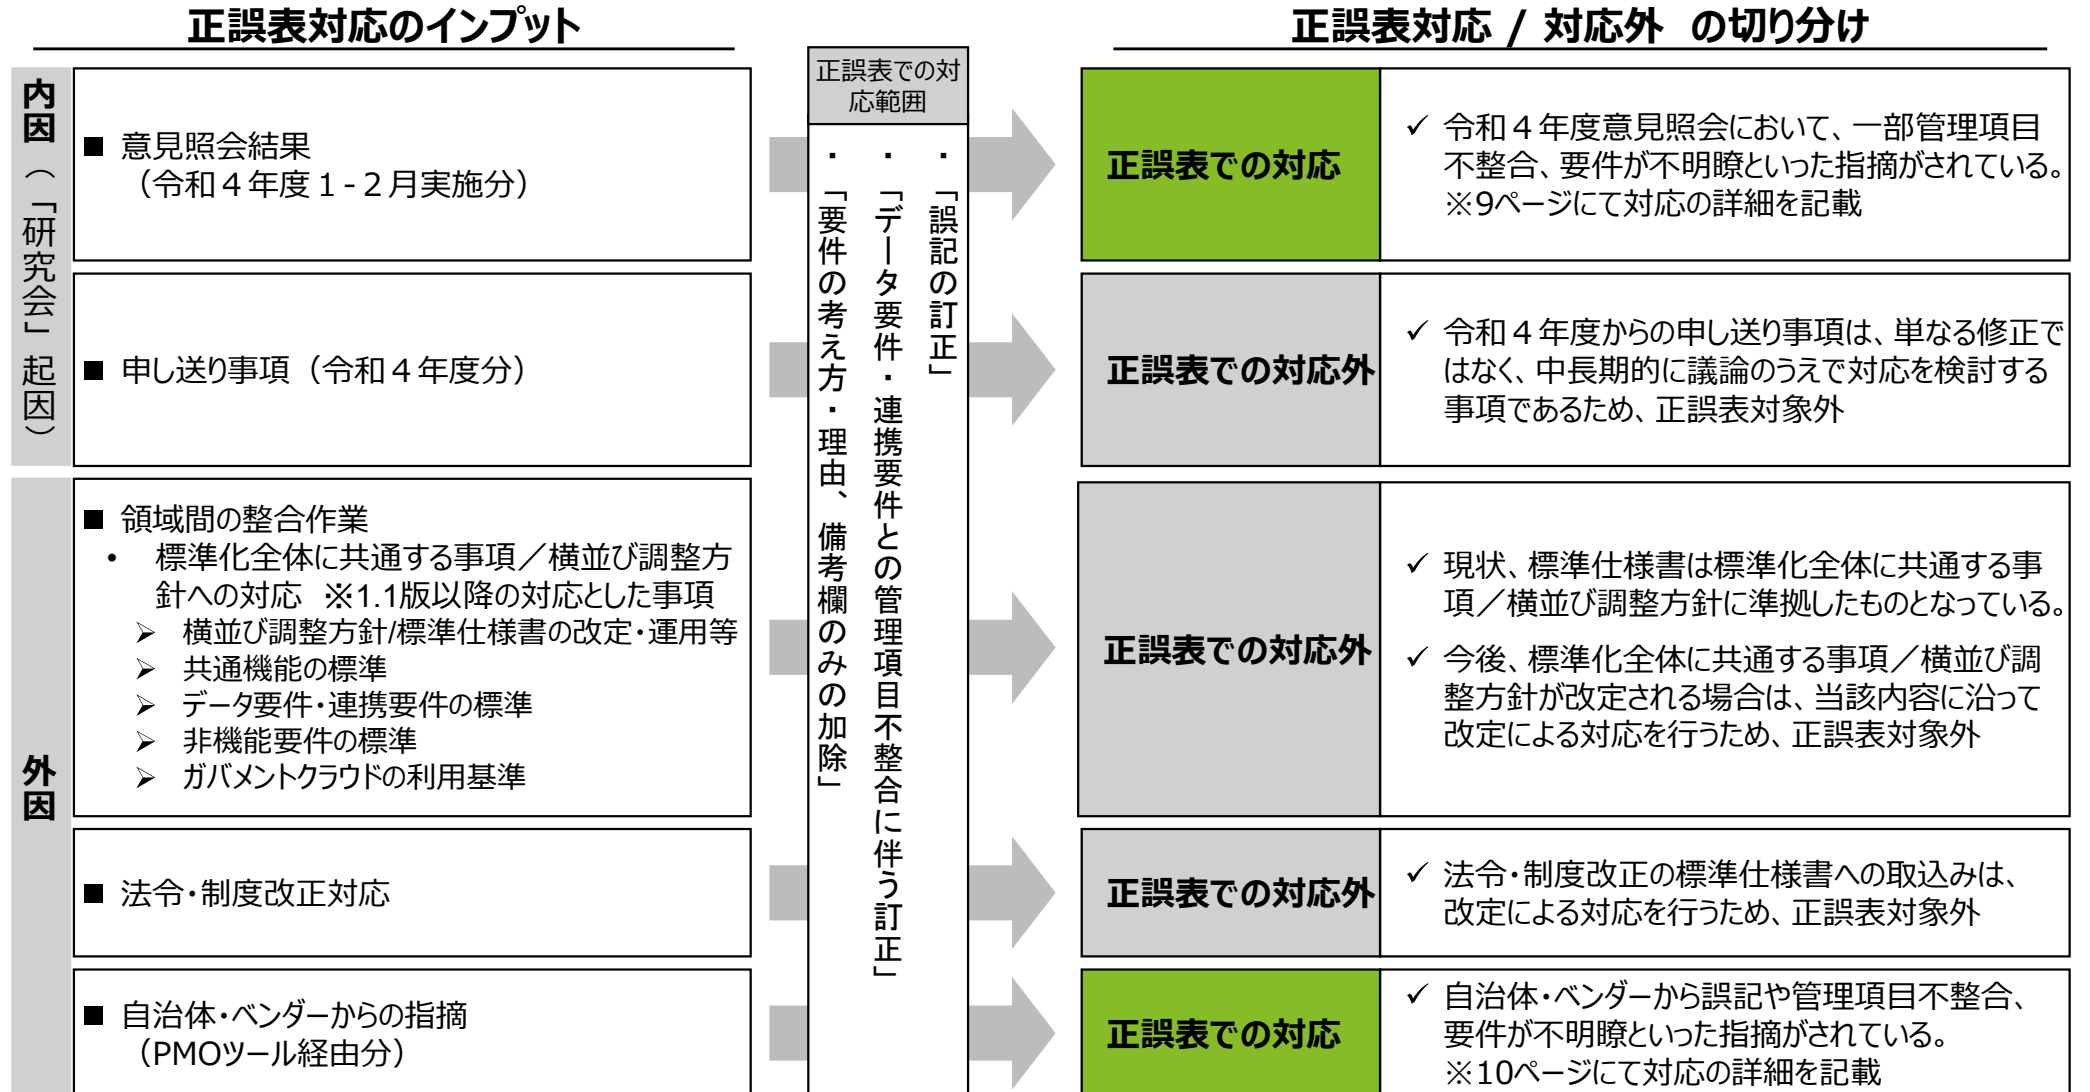 正誤表対応のインプット
正誤表対応 / 対応外 の切り分け
内因（「研究会」起因）
■ 意見照会結果
（令和４年度１-２月実施分）
■ 申し送り事項（令和４年度分）
外因
■ 領域間の整合作業
• 標準化全体に共通する事項／横並び調整方
針への対応 ※1.1版以降の対応とした事項
➢ 横並び調整方針/標準仕様書の改定・運用等
➢ 共通機能の標準
➢ データ要件・連携要件の標準
➢ 非機能要件の標準
➢ ガバメントクラウドの利用基準
■ 法令・制度改正対応
■ 自治体・ベンダーからの指摘
（PMOツール経由分）
正誤表での対
応範囲
・「誤記の訂正」
・「データ要件・連携要件との管理項目不整合に伴う訂正」
・「要件の考え方・理由、備考欄のみの加除」
正誤表での対応
✓ 令和４年度意見照会において、一部管理項目
不整合、要件が不明瞭といった指摘がされている。
※9ページにて対応の詳細を記載
正誤表での対応外
✓ 令和４年度からの申し送り事項は、単なる修正で
はなく、中長期的に議論のうえで対応を検討する
事項であるため、正誤表対象外
正誤表での対応外
✓ 現状、標準仕様書は標準化全体に共通する事
項／横並び調整方針に準拠したものとなっている。
✓ 今後、標準化全体に共通する事項／横並び調
整方針が改定される場合は、当該内容に沿って
改定による対応を行うため、正誤表対象外
正誤表での対応外
✓ 法令・制度改正の標準仕様書への取込みは、
改定による対応を行うため、正誤表対象外
正誤表での対応
✓ 自治体・ベンダーから誤記や管理項目不整合、
要件が不明瞭といった指摘がされている。
※10ページにて対応の詳細を記載